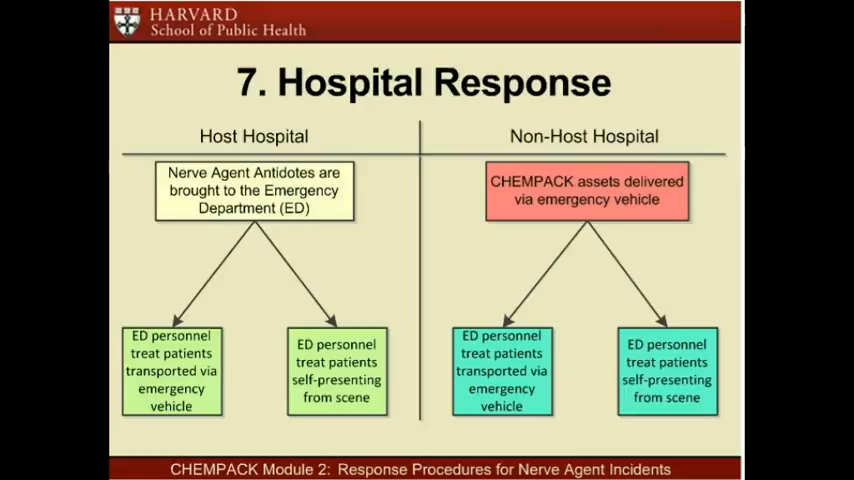 HARVARD
School of Public Health
7. Hospital Response
Host Hospital
Non-Host Hospital
Nerve Agent Antidotes are
brought to the Emergency
Department (ED)
CHEMPACK assets delivered
via emergency vehicle
ED personnel
treat patients
transported via
emergency
vehicle
ED personnel
treat patients
self-presenting
from scene
ED personnel
treat patients
transported via
emergency
vehicle
ED personnel
treat patients
self-presenting
from scene
CHEMPACK Module 2: Response Procedures for Nerve Agent Incidents